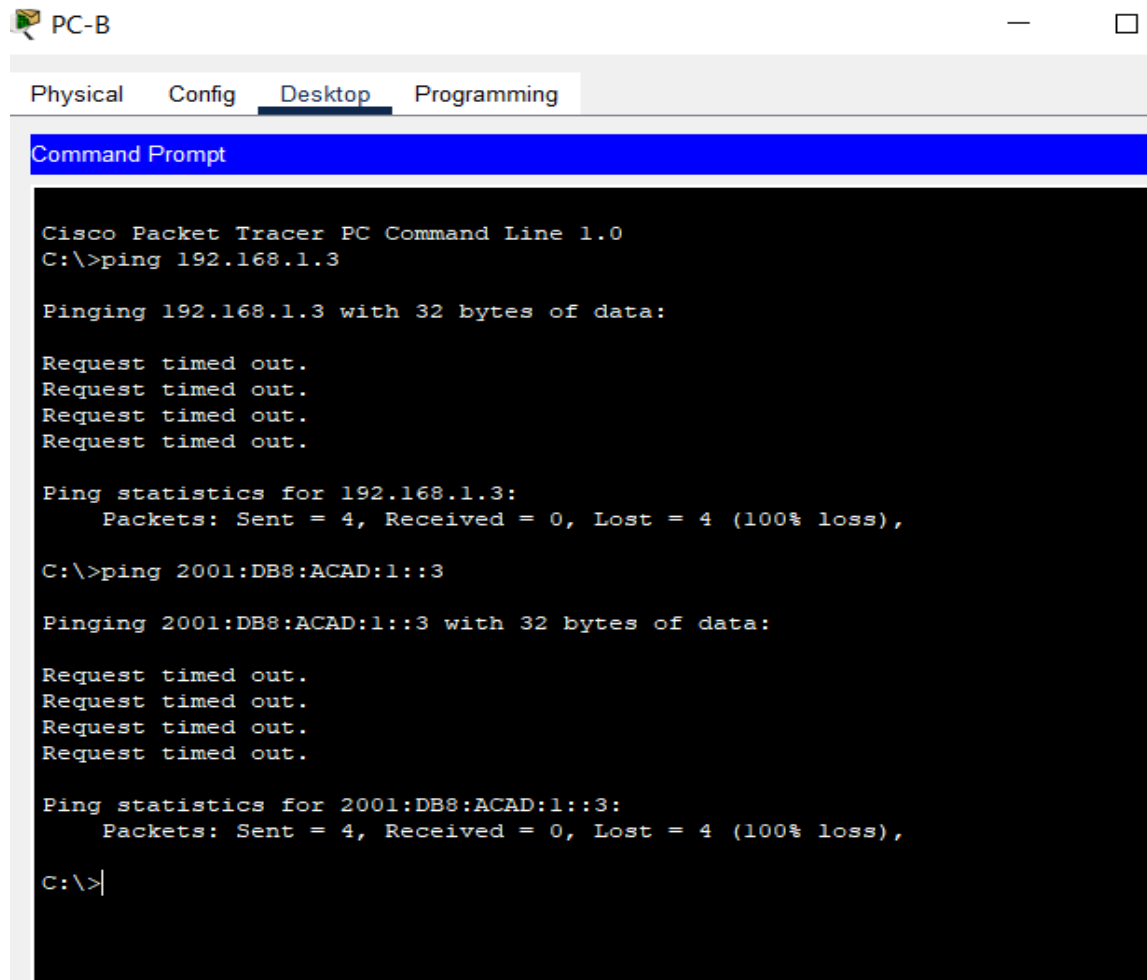 PC-B
Physical Config Desktop Programming
Command Prompt
Cisco Packet Tracer PC Command Line 1.0
C:\>ping 192.168.1.3
Pinging 192.168.1.3 with 32 bytes of data:
Request timed out.
Request timed out.
Request timed out.
Request timed out.
Ping statistics for 192.168.1.3:
Packets: Sent = 4, Received = 0, Lost = 4 (100% loss),
C:\>ping 2001:DB8:ACAD:1::3
Pinging 2001:DB8:ACAD:1::3 with 32 bytes of data:
Request timed out.
Request timed out.
Request timed out.
Request timed out.
Ping statistics for 2001:DB8:ACAD:1::3:
Packets: Sent = 4, Received = 0, Lost = 4 (100% loss),
C:\>